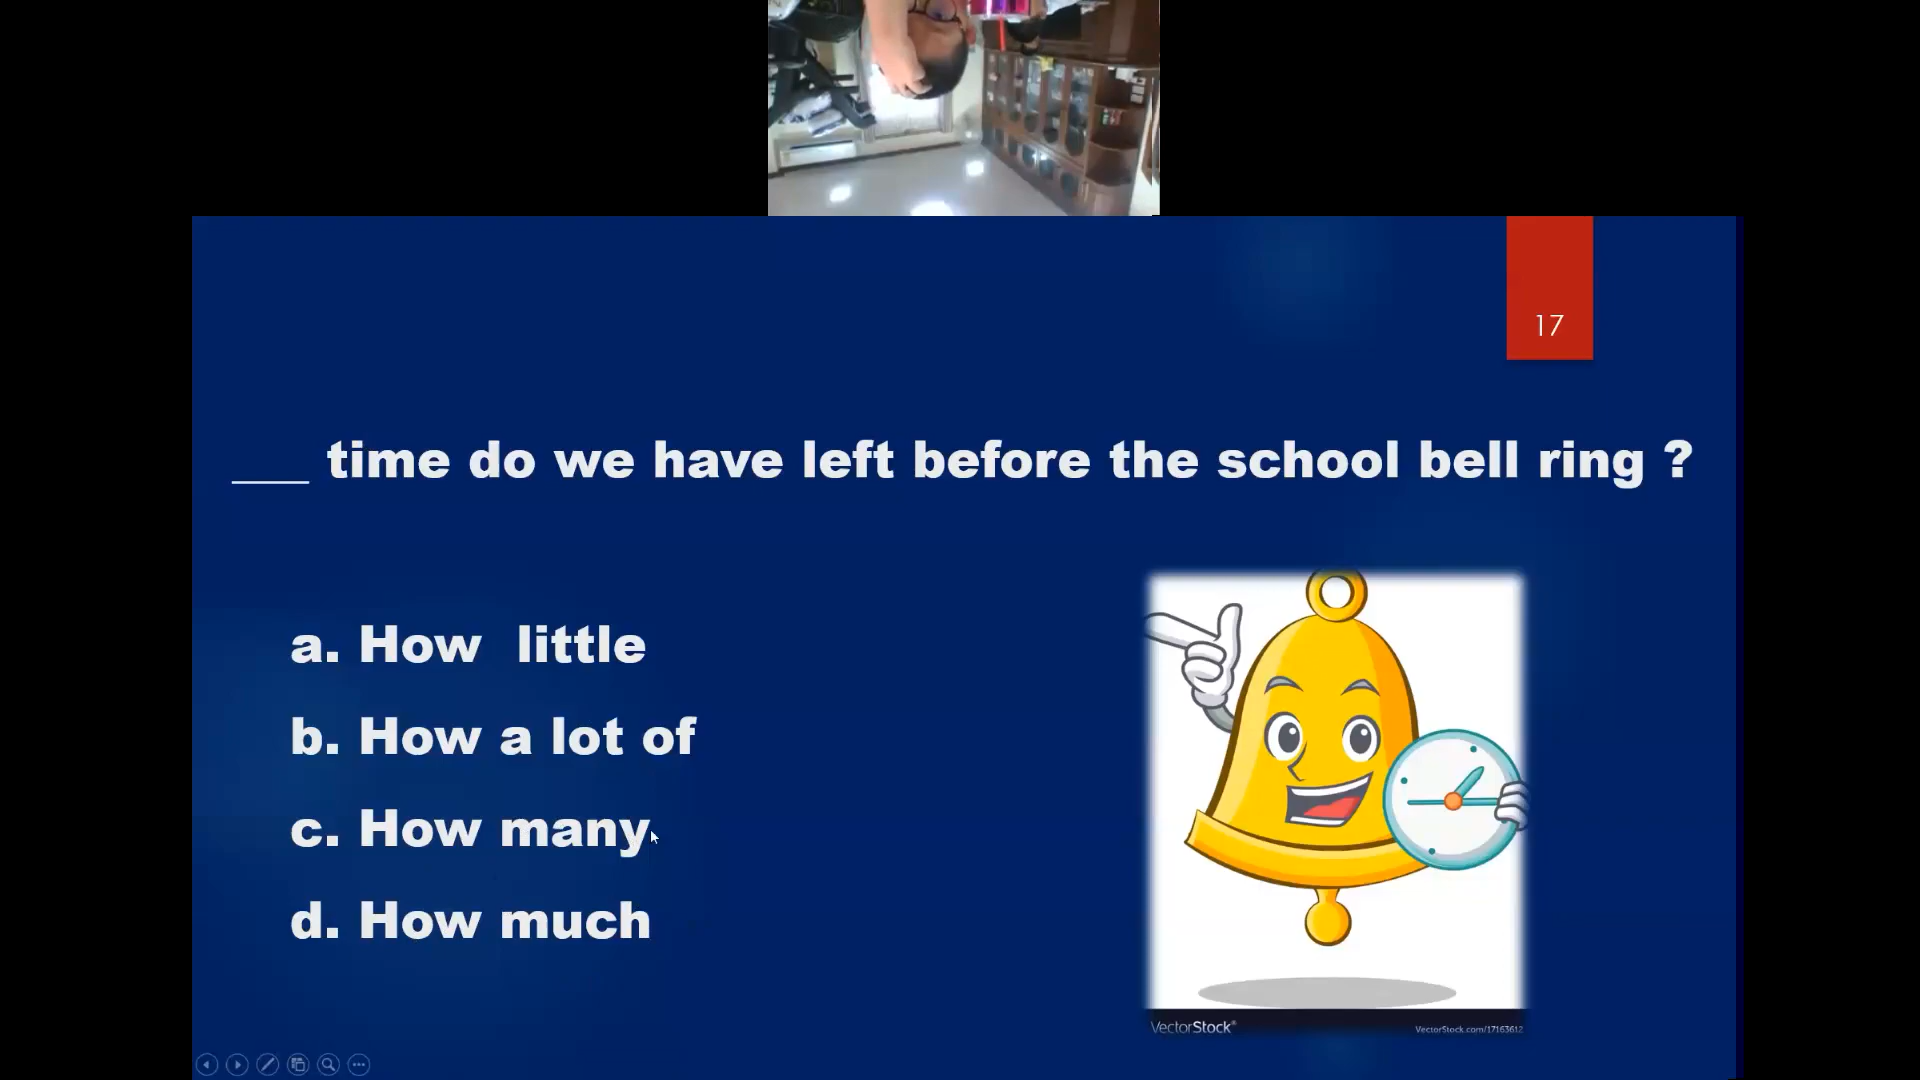 17
___ time do we have left before the school bell ring ?
a. How little
b. How a lot of
c. How many
d. How much
VectorStock®
VectorStock.com/17163612